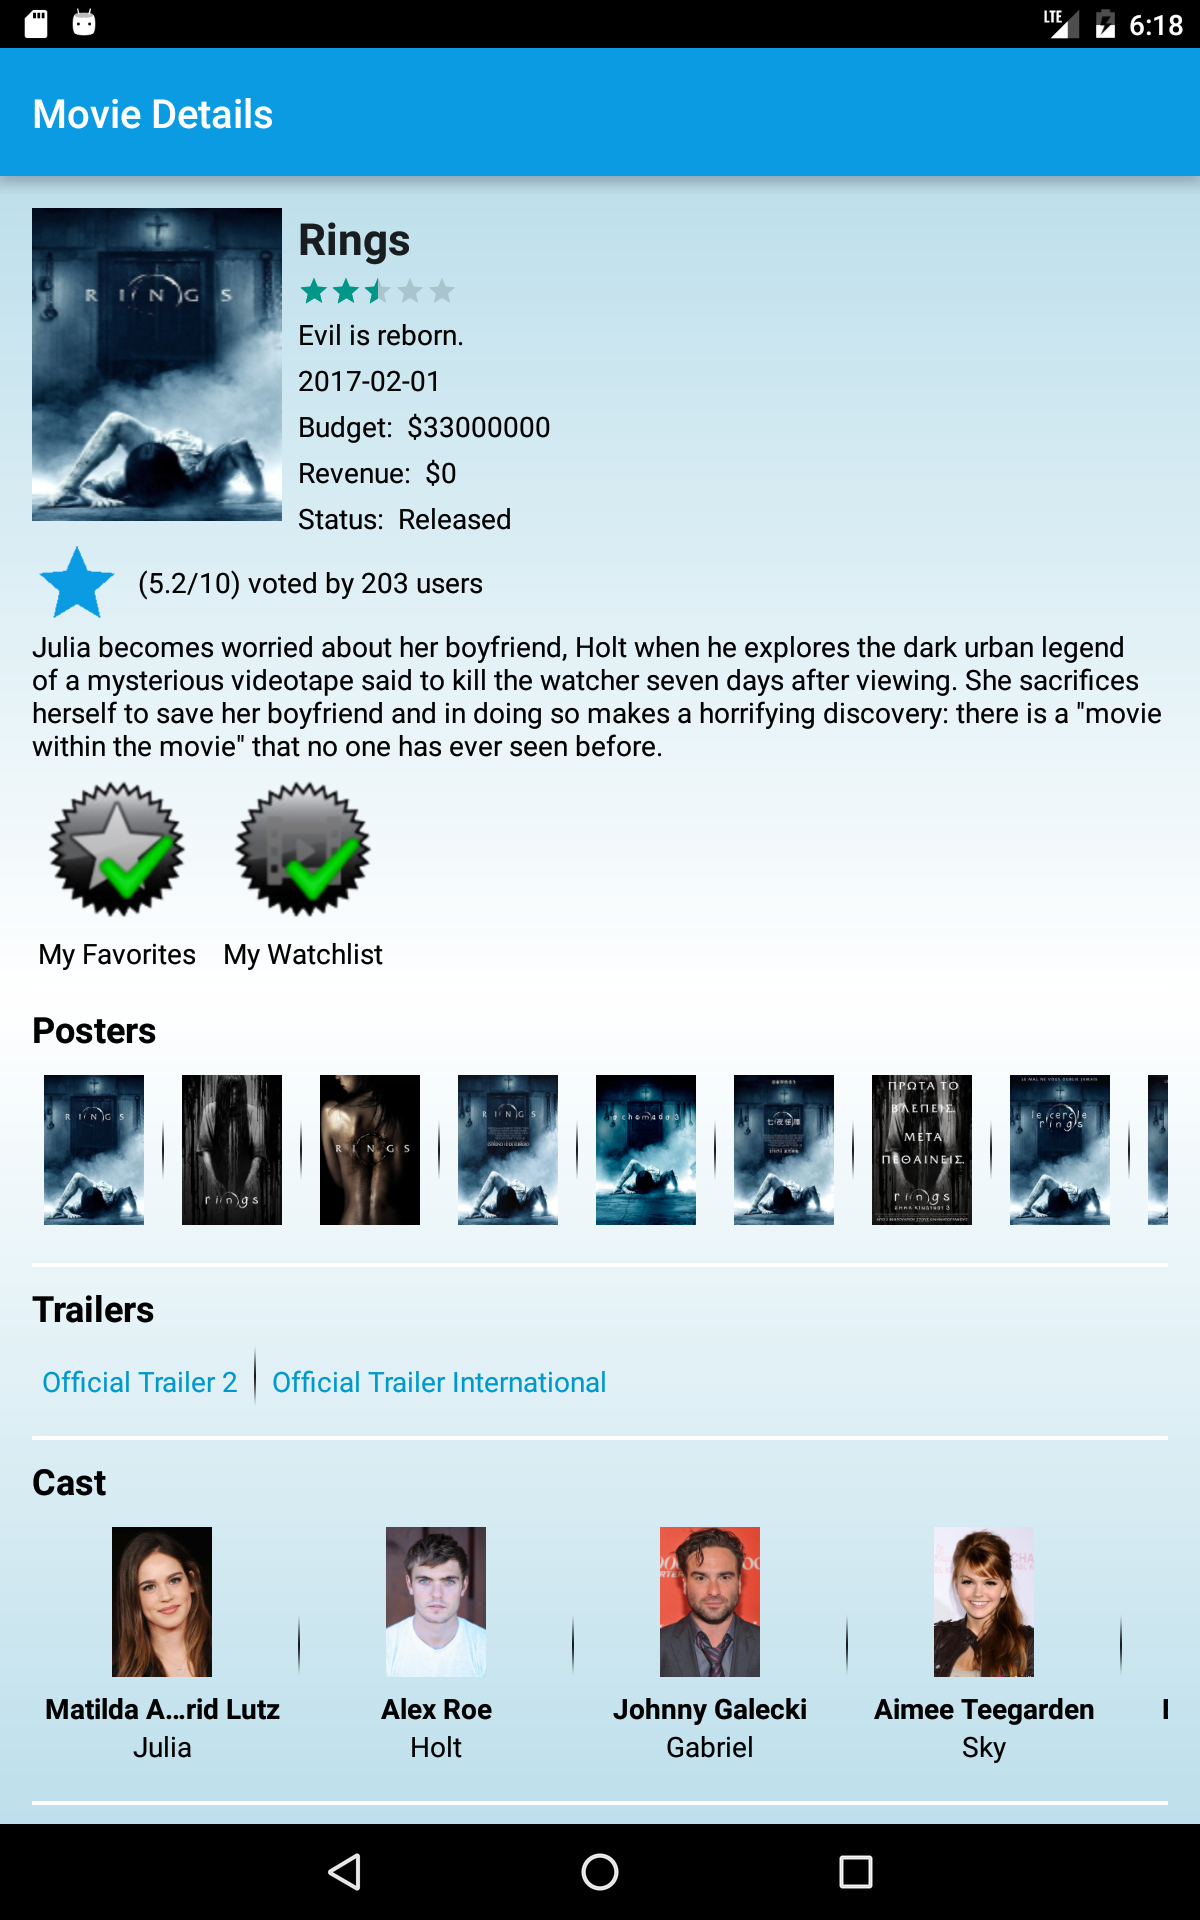 LTE 6:18
Movie Details
RINGS
Rings
Evil is reborn.
2017-02-01
Budget: $33000000
Revenue: $0
Status: Released
(5.2/10) voted by 203 users
Julia becomes worried about her boyfriend, Holt when he explores the dark urban legend
of a mysterious videotape said to kill the watcher seven days after viewing. She sacrifices
herself to save her boyfriend and in doing so makes a horrifying discovery: there is a "movie
within the movie" that no one has ever seen before.
My Favorites My Watchlist
Posters
RINGS
rings
RINGS
RINGS
ΠΡΩΤΑ ΤΟ
ΒΛΕΠΕΙΣ.
ΜΕΤΑ
ΠΕΘΑΙΝΕΙΣ.
rings
le cercle
rings
Trailers
Official Trailer 2 Official Trailer International
Cast
Matilda A...rid Lutz Alex Roe Johnny Galecki Aimee Teegarden
Julia Holt Gabriel Sky